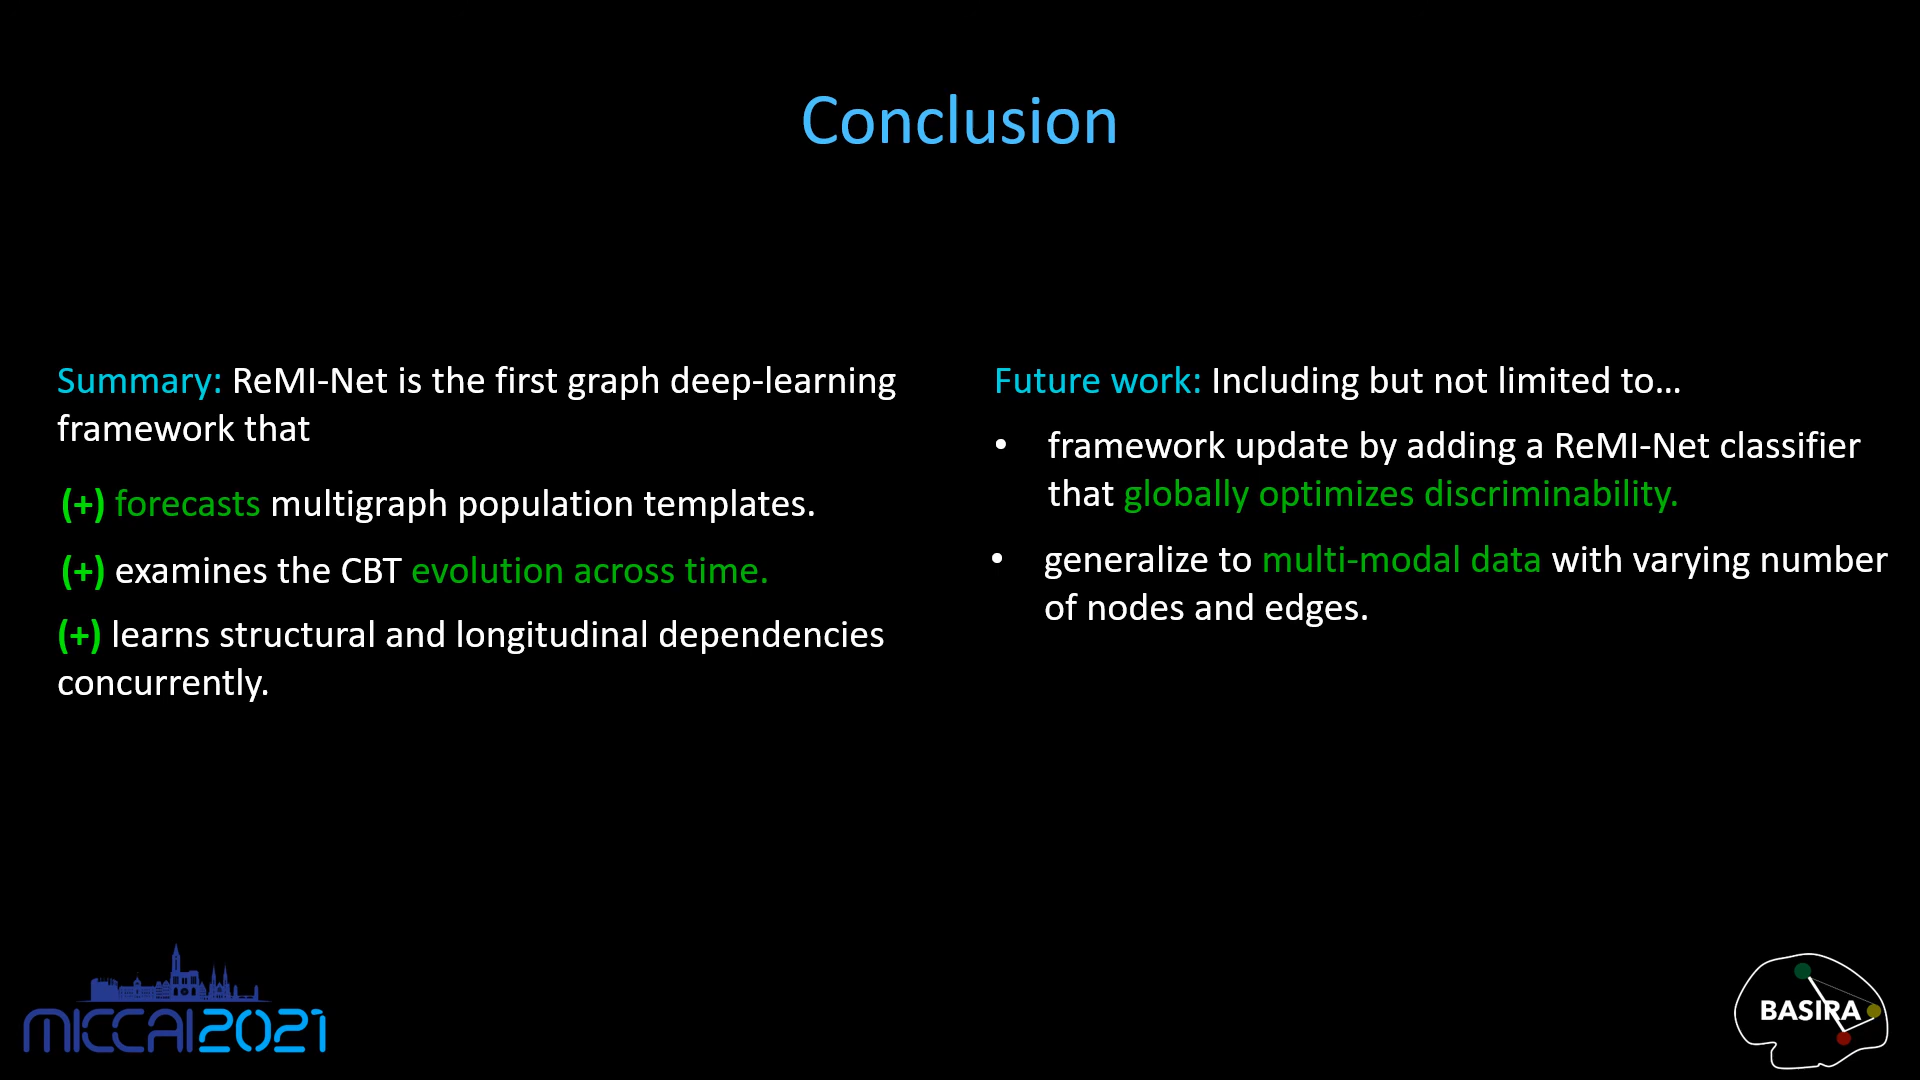 Conclusion
Summary: ReMI-Net is the first graph deep-learning
framework that
(+) forecasts multigraph population templates.
(+) examines the CBT evolution across time.
(+) learns structural and longitudinal dependencies
concurrently.
Future work: Including but not limited to…
• framework update by adding a ReMI-Net classifier
that globally optimizes discriminability.
• generalize to multi-modal data with varying number
of nodes and edges.
MICCAI2021
BASIRA